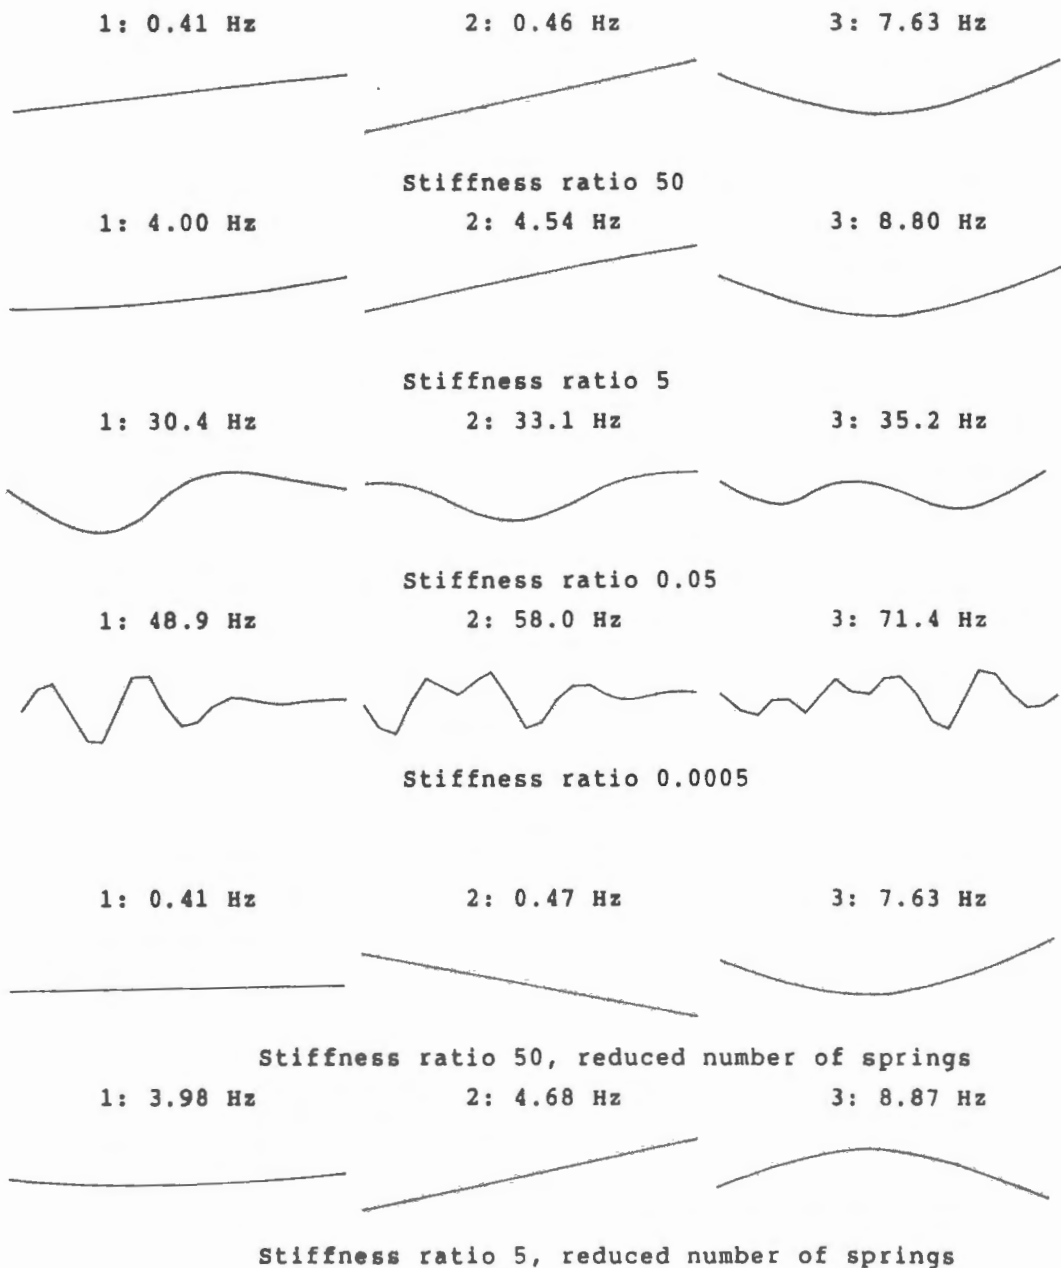 1: 0.41 Hz 2: 0.46 Hz 3: 7.63 Hz
Stiffness ratio 50
1: 4.00 Hz 2: 4.54 Hz 3: 8.80 Hz
Stiffness ratio 5
1: 30.4 Hz 2: 33.1 Hz 3: 35.2 Hz
Stiffness ratio 0.05
1: 48.9 Hz 2: 58.0 Hz 3: 71.4 Hz
Stiffness ratio 0.0005
1: 0.41 Hz 2: 0.47 Hz 3: 7.63 Hz
Stiffness ratio 50, reduced number of springs
1: 3.98 Hz 2: 4.68 Hz 3: 8.87 Hz
Stiffness ratio 5, reduced number of springs